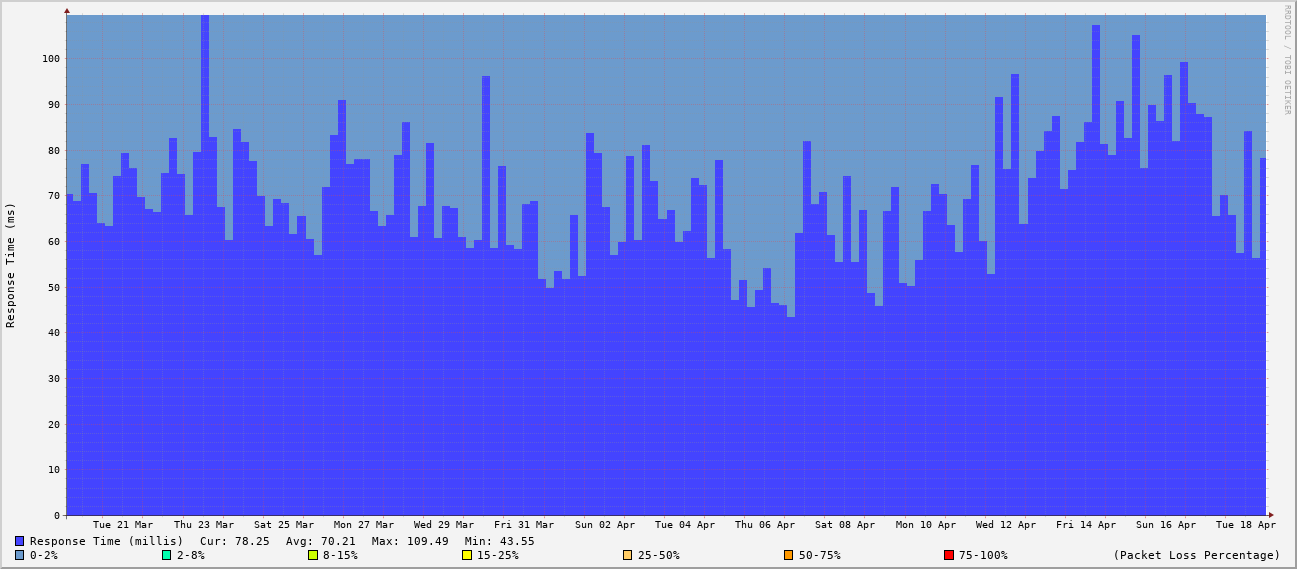 RRDTOOL / TOBI OETIKER
Response Time (ms)
100
90
80
70
60
50
40
30
20
10
0
Tue 21 Mar Thu 23 Mar Sat 25 Mar Mon 27 Mar Wed 29 Mar Fri 31 Mar Sun 02 Apr Tue 04 Apr Thu 06 Apr Sat 08 Apr Mon 10 Apr Wed 12 Apr Fri 14 Apr Sun 16 Apr Tue 18 Apr
Response Time (millis) Cur: 78.25 Avg: 70.21 Max: 109.49 Min: 43.55
0-2% 2-8% 8-15% 15-25% 25-50% 50-75% 75-100% (Packet Loss Percentage)